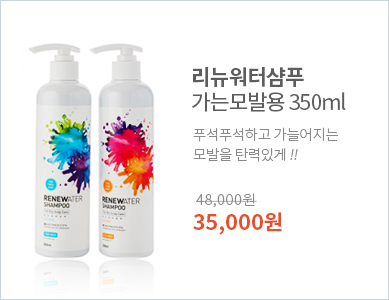 리뉴워터샴푸
가는모발용 350ml
푸석푸석하고 가늘어지는
모발을 탄력있게 !!
48,000원
35,000원
RENEWATER
SHAMPOO
RENEWATER
SHAMPOO